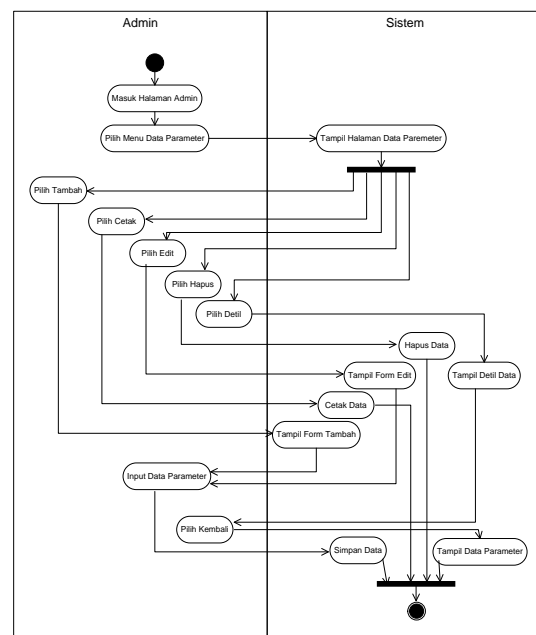 Admin
Sistem
Masuk Halaman Admin
Pilih Menu Data Parameter
Tampil Halaman Data Paremeter
Pilih Tambah
Pilih Cetak
Pilih Edit
Pilih Hapus
Pilih Detil
Hapus Data
Tampil Form Edit
Tampil Detil Data
Cetak Data
Tampil Form Tambah
Input Data Parameter
Pilih Kembali
Simpan Data
Tampil Data Parameter